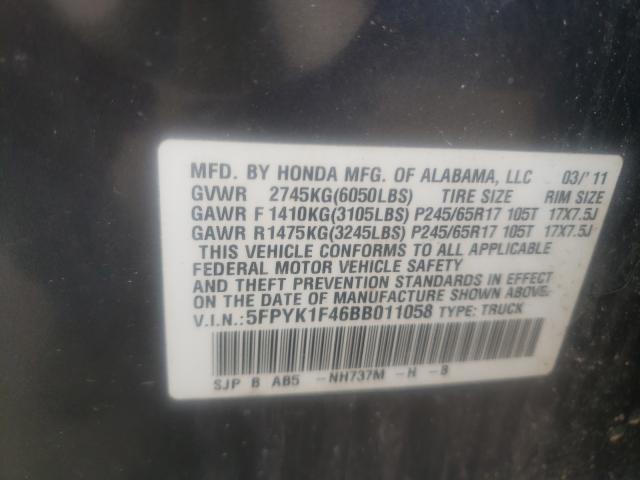 MFD. BY HONDA MFG. OF ALABAMA, LLC 03/'11
GVWR 2745KG(6050LBS) TIRE SIZE RIM SIZE
GAWR F 1410KG(3105LBS) P245/65R17 105T 17X7.5J
GAWR R 1475KG(3245LBS) P245/65R17 105T 17X7.5J
THIS VEHICLE CONFORMS TO ALL APPLICABLE
FEDERAL MOTOR VEHICLE SAFETY
AND THEFT PREVENTION STANDARDS IN EFFECT
ON THE DATE OF MANUFACTURE SHOWN ABOVE.
V.I.N.:5FPYK1F46BB011058 TYPE: TRUCK
SJP B AB5 -NH737M -H -8